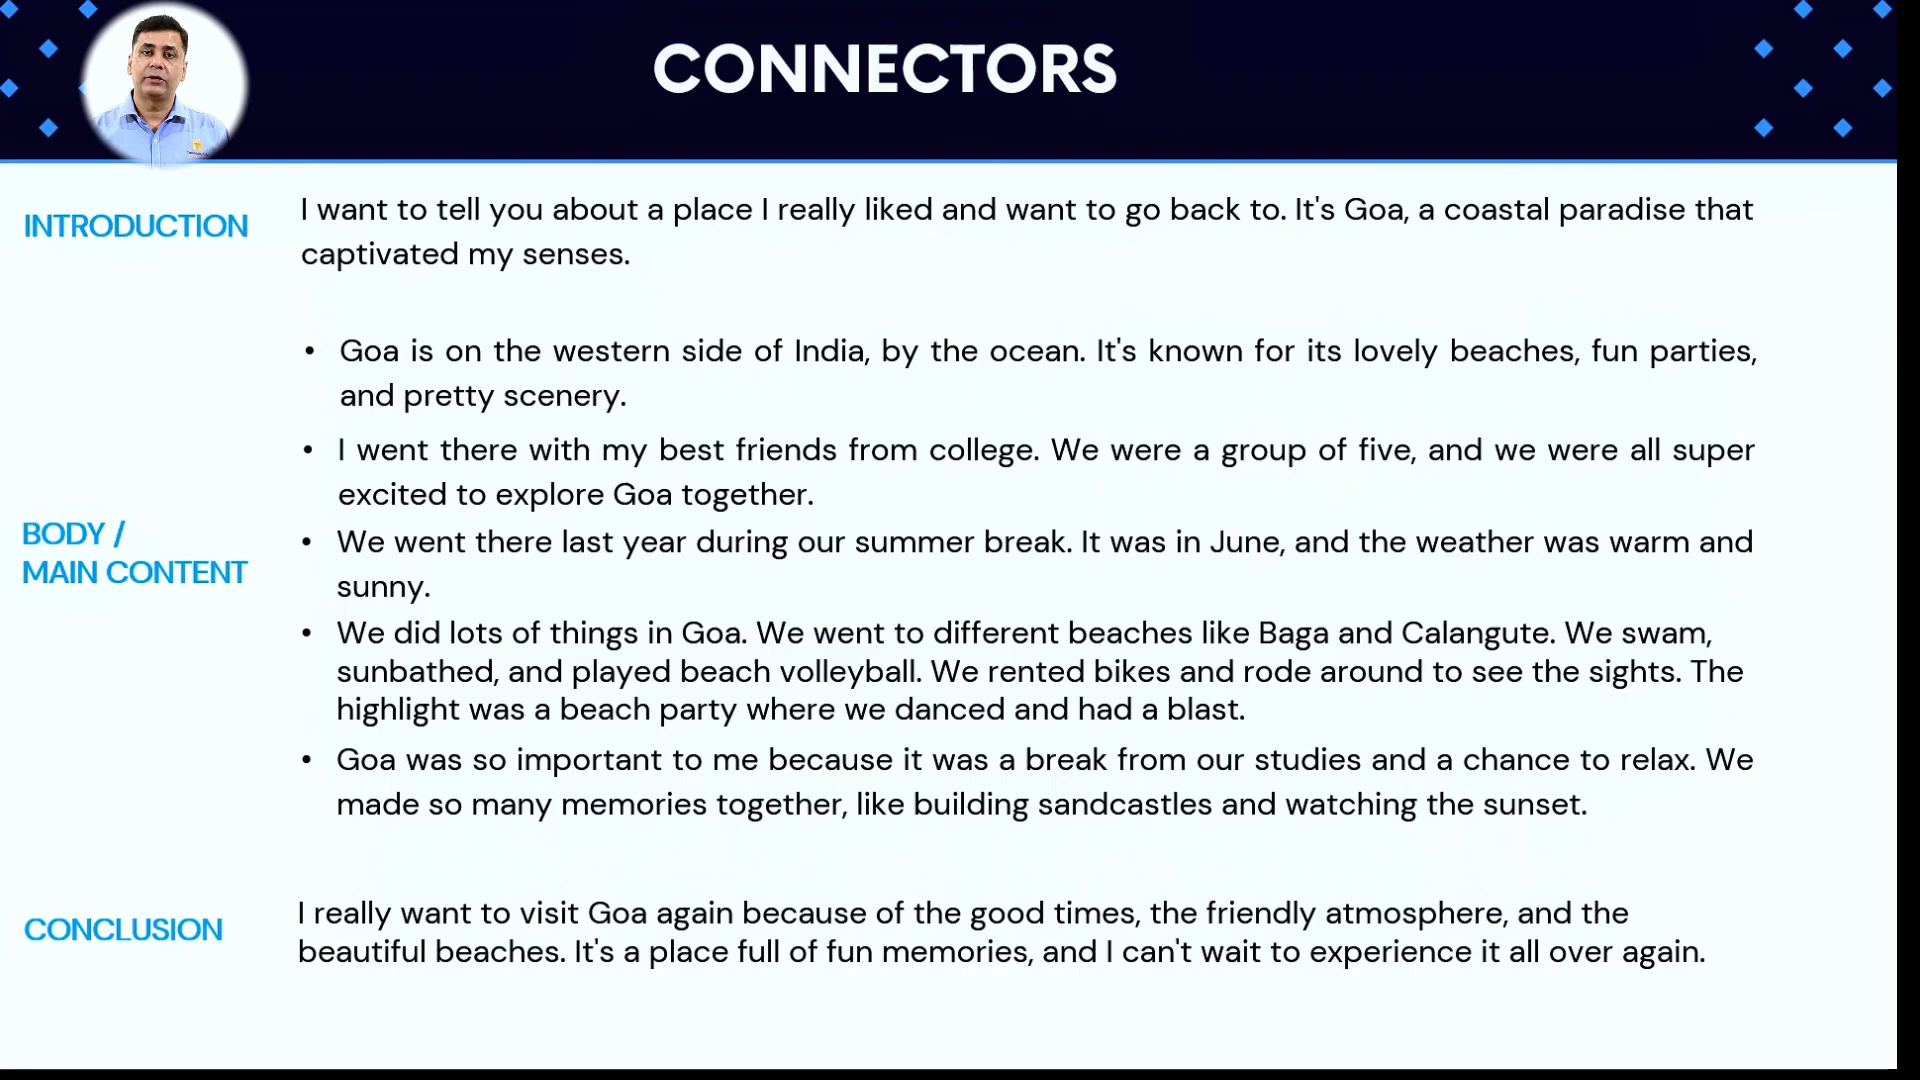 CONNECTORS
INTRODUCTION
I want to tell you about a place I really liked and want to go back to. It's Goa, a coastal paradise that
captivated my senses.
• Goa is on the western side of India, by the ocean. It's known for its lovely beaches, fun parties,
and pretty scenery.
• I went there with my best friends from college. We were a group of five, and we were all super
excited to explore Goa together.
BODY /
MAIN CONTENT
• We went there last year during our summer break. It was in June, and the weather was warm and
sunny.
• We did lots of things in Goa. We went to different beaches like Baga and Calangute. We swam,
sunbathed, and played beach volleyball. We rented bikes and rode around to see the sights. The
highlight was a beach party where we danced and had a blast.
• Goa was so important to me because it was a break from our studies and a chance to relax. We
made so many memories together, like building sandcastles and watching the sunset.
CONCLUSION
I really want to visit Goa again because of the good times, the friendly atmosphere, and the
beautiful beaches. It's a place full of fun memories, and I can't wait to experience it all over again.